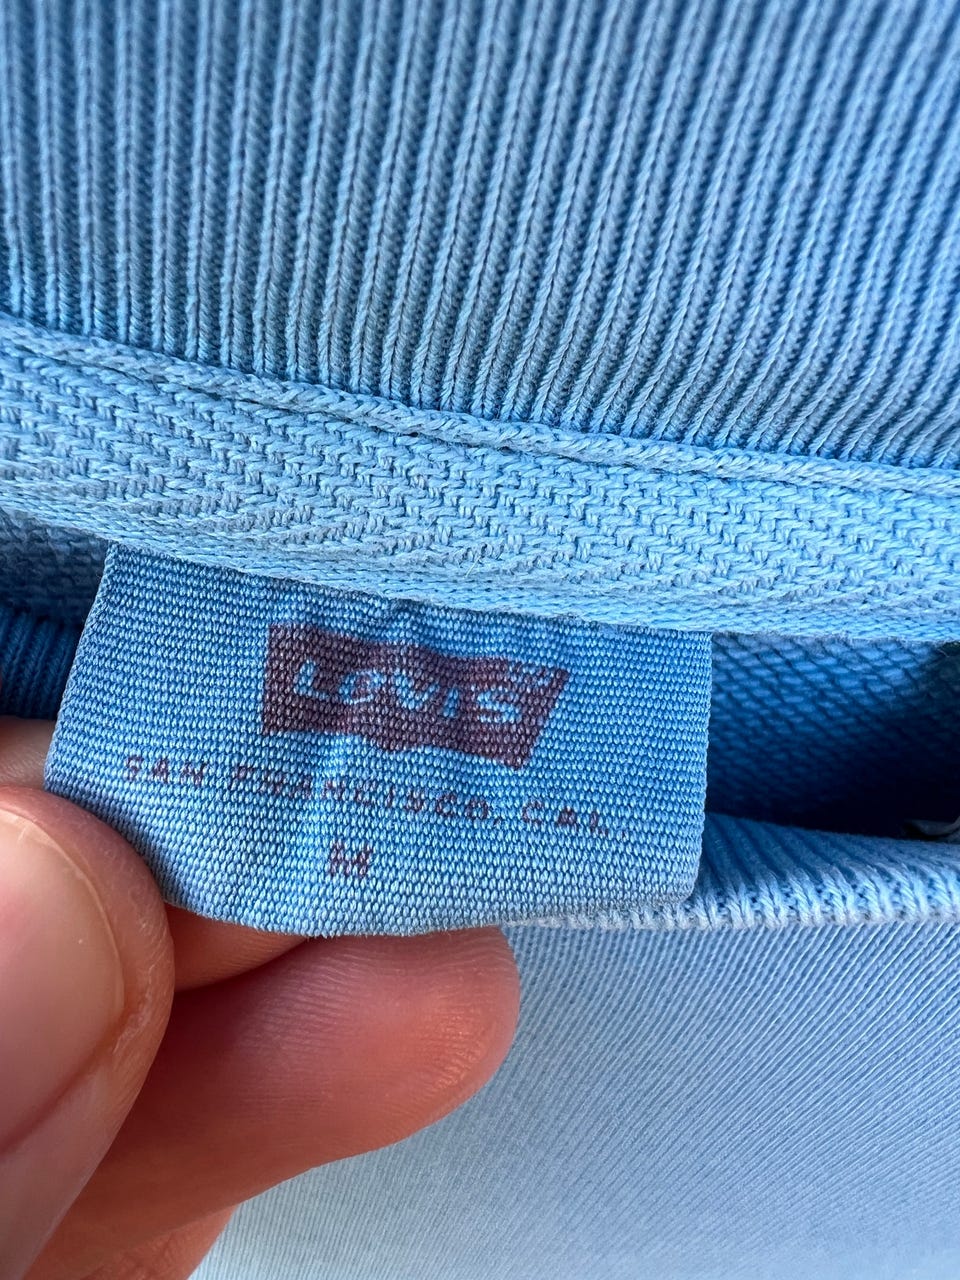 LEVI'S
SAN FRANCISCO, CAL.
M